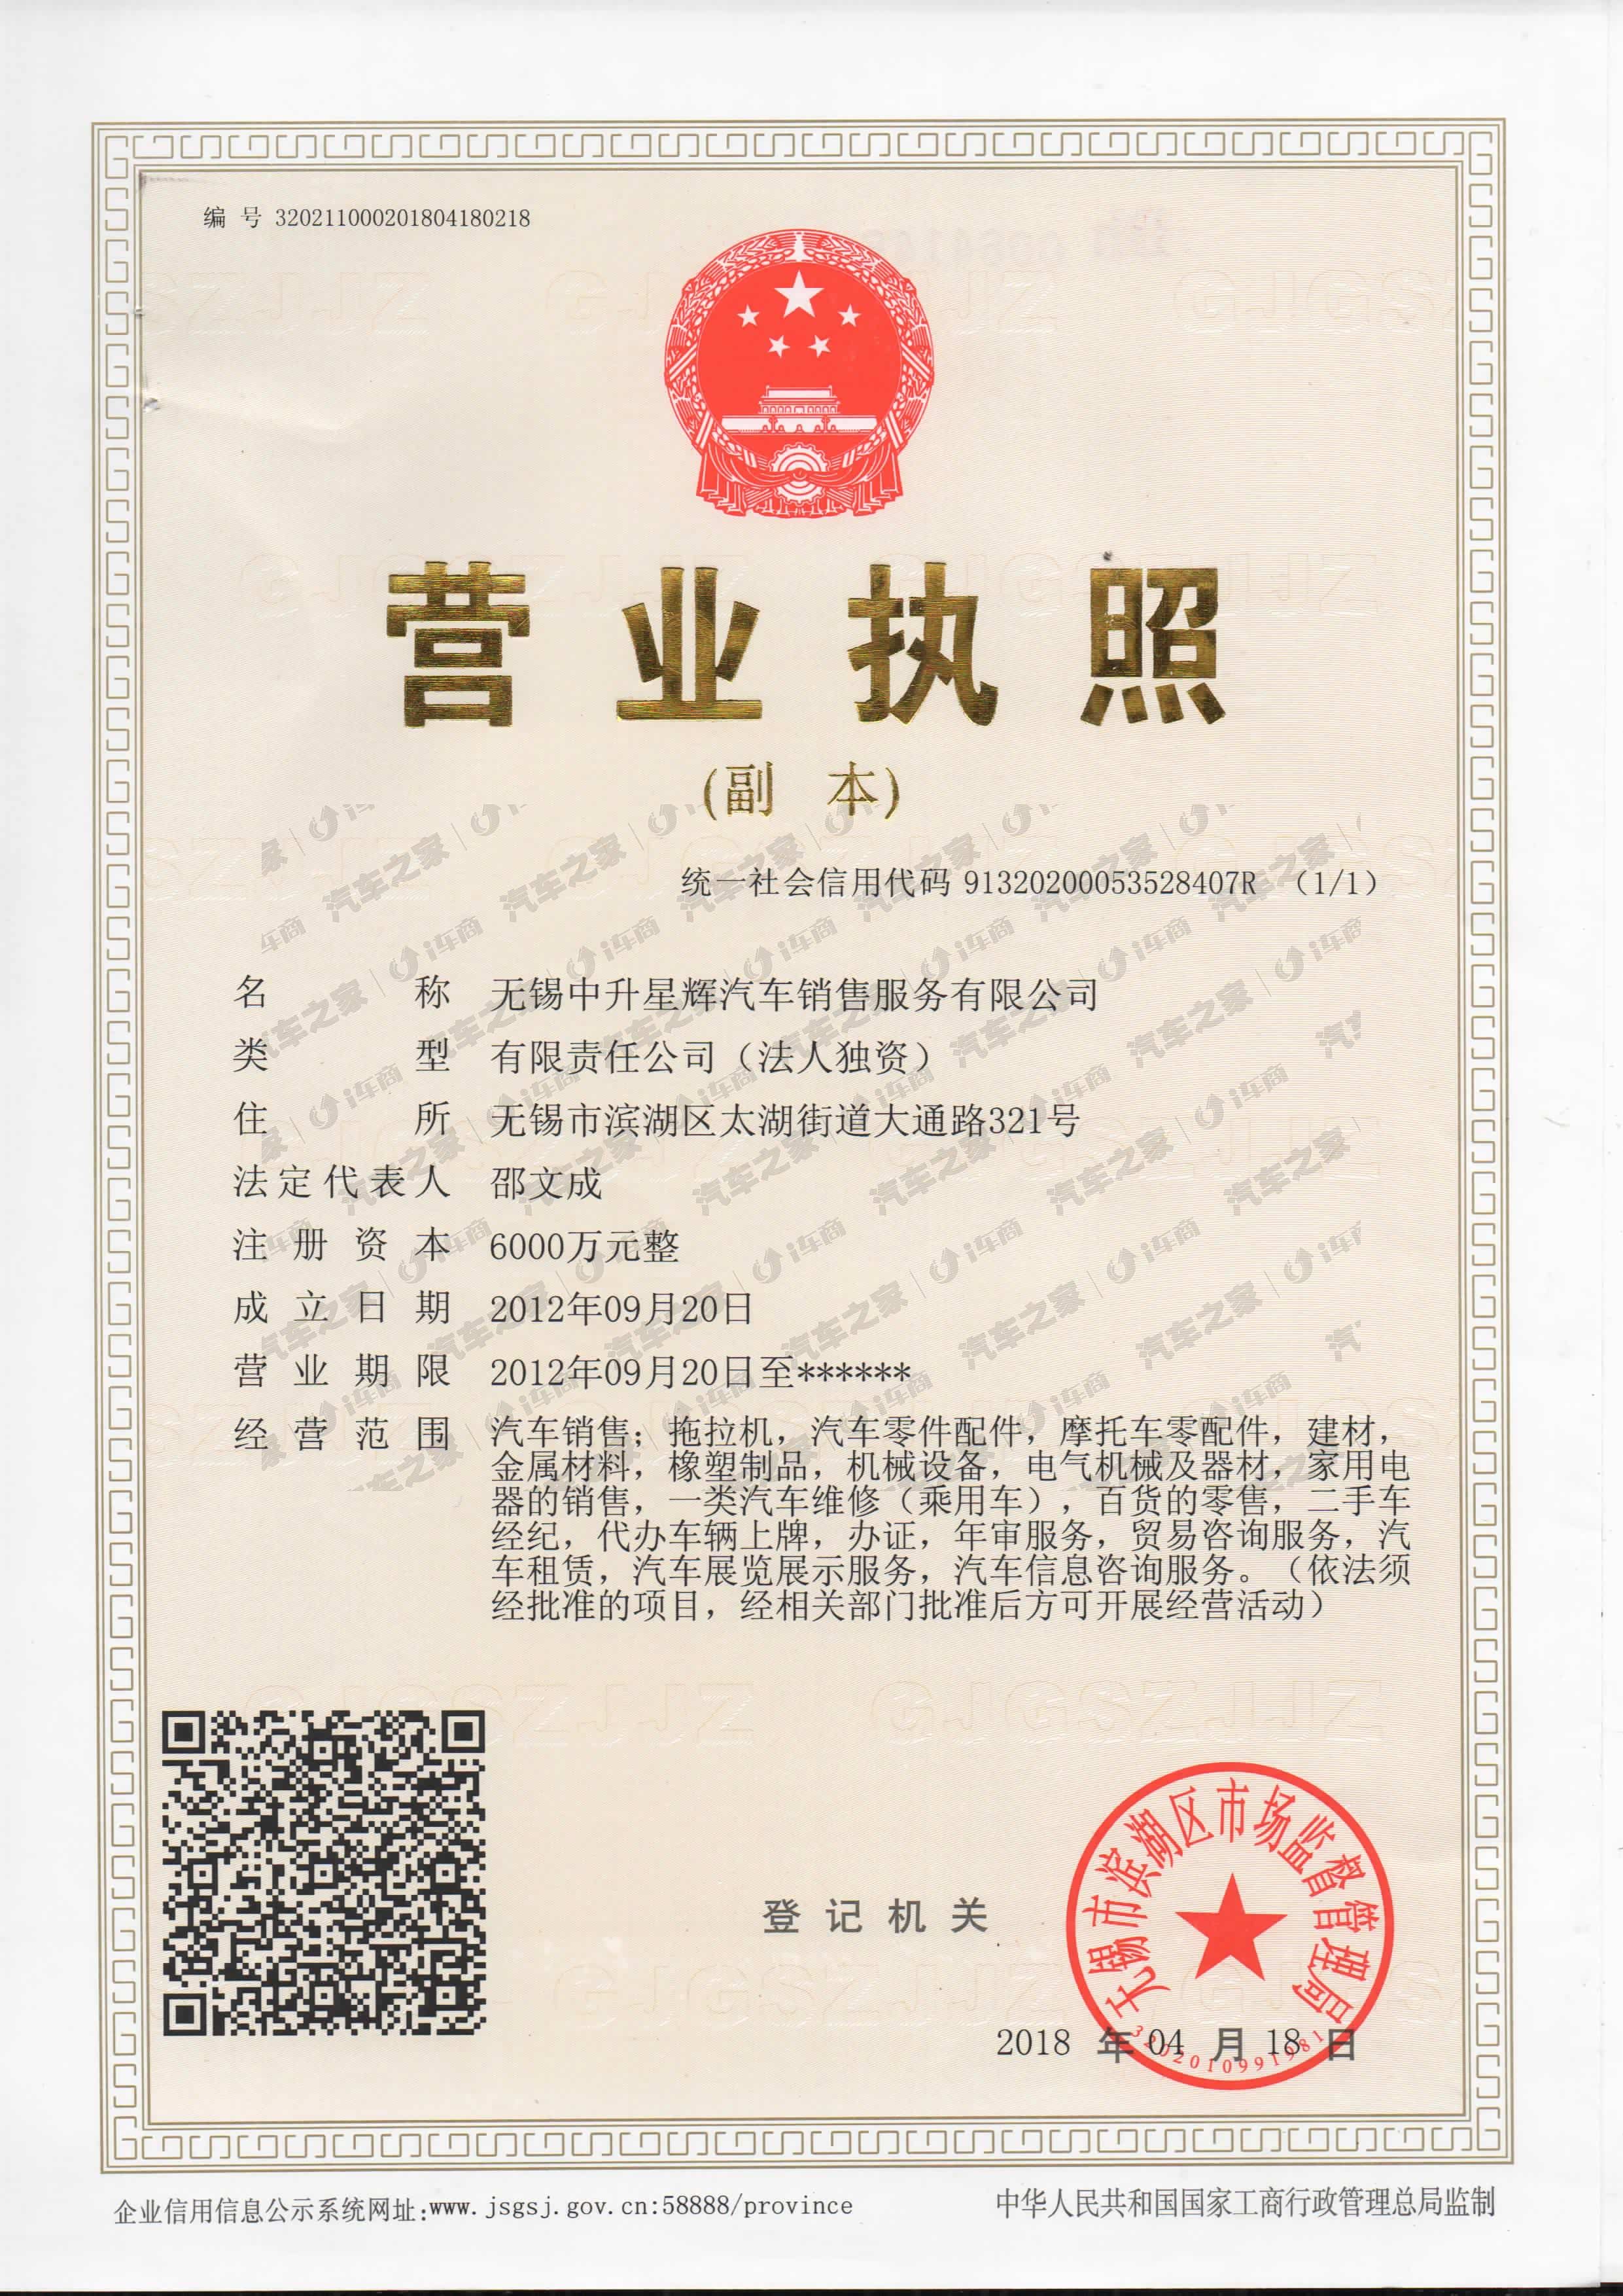 编 号 320211000201804180218
营业执照
(副 本)
统一社会信用代码 91320200053528407R （1/1）
名 称 无锡中升星辉汽车销售服务有限公司
类 型 有限责任公司（法人独资）
住 所 无锡市滨湖区太湖街道大通路321号
法定代表人 邵文成
注册资本 6000万元整
成立日期 2012年09月20日
营业期限 2012年09月20日至******
经营范围 汽车销售；拖拉机，汽车零件配件，摩托车零配件，建材，
金属材料，橡塑制品，机械设备，电气机械及器材，家用电
器的销售，一类汽车维修（乘用车），百货的零售，二手车
经纪，代办车辆上牌，办证，年审服务，贸易咨询服务，汽
车租赁，汽车展览展示服务，汽车信息咨询服务。（依法须
经批准的项目，经相关部门批准后方可开展经营活动）
无锡市滨湖区市场监督管理局
登记机关
3202010991981
2018 年 04 月 18 日
企业信用信息公示系统网址:www.jsgsj.gov.cn:58888/province
中华人民共和国国家工商行政管理总局监制
汽车之家 | i车商
GJGSZJJZ